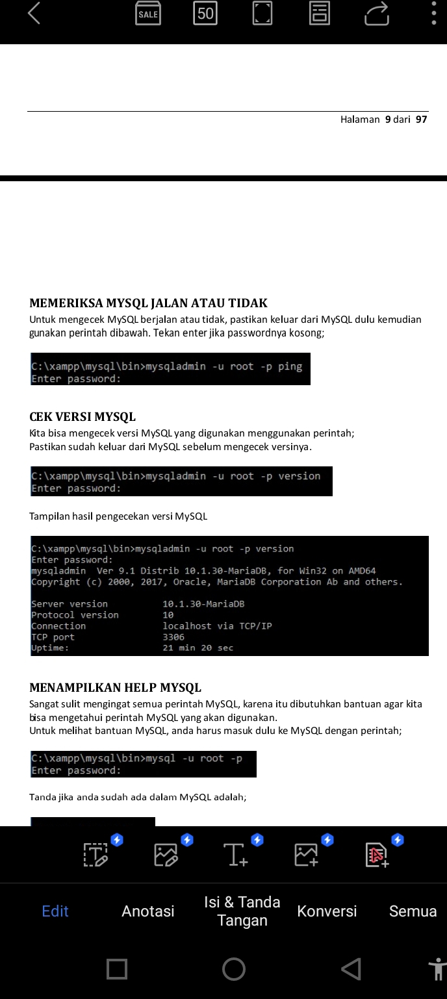 SALE
50
Halaman 9 dari 97
MEMERIKSA MYSQL JALAN ATAU TIDAK
Untuk mengecek MySQL berjalan atau tidak, pastikan keluar dari MySQL dulu kemudian
gunakan perintah dibawah. Tekan enter jika passwordnya kosong;
C:\xampp\mysql\bin>mysqladmin -u root -p ping
Enter password:
CEK VERSI MYSQL
Kita bisa mengecek versi MySQL yang digunakan menggunakan perintah;
Pastikan sudah keluar dari MySQL sebelum mengecek versinya.
C:\xampp\mysql\bin>mysqladmin -u root -p version
Enter password:
Tampilan hasil pengecekan versi MySQL
C:\xampp\mysql\bin>mysqladmin -u root -p version
Enter password:
mysqladmin  Ver 9.1 Distrib 10.1.30-MariaDB, for Win32 on AMD64
Copyright (c) 2000, 2017, Oracle, MariaDB Corporation Ab and others.
Server version 10.1.30-MariaDB
Protocol version 10
Connection localhost via TCP/IP
TCP port 3306
Uptime: 21 min 20 sec
MENAMPILKAN HELP MYSQL
Sangat sulit mengingat semua perintah MySQL, karena itu dibutuhkan bantuan agar kita
bisa mengetahui perintah MySQL yang akan digunakan.
Untuk melihat bantuan MySQL, anda harus masuk dulu ke MySQL dengan perintah;
C:\xampp\mysql\bin>mysql -u root -p
Enter password:
Tanda jika anda sudah ada dalam MySQL adalah;
Edit
Anotasi
Isi & Tanda
Tangan
Konversi
Semua